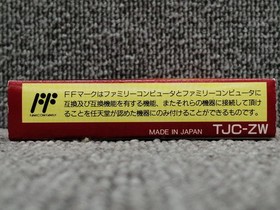 FFマークはファミリーコンピュータとファミリーコンピュータに
互換及び互換機能を有する機能、またそれらの機器に接続して頂け
ることを任天堂が認めた機器にのみ付けることができるものです。
MADE IN JAPAN TJC-ZW